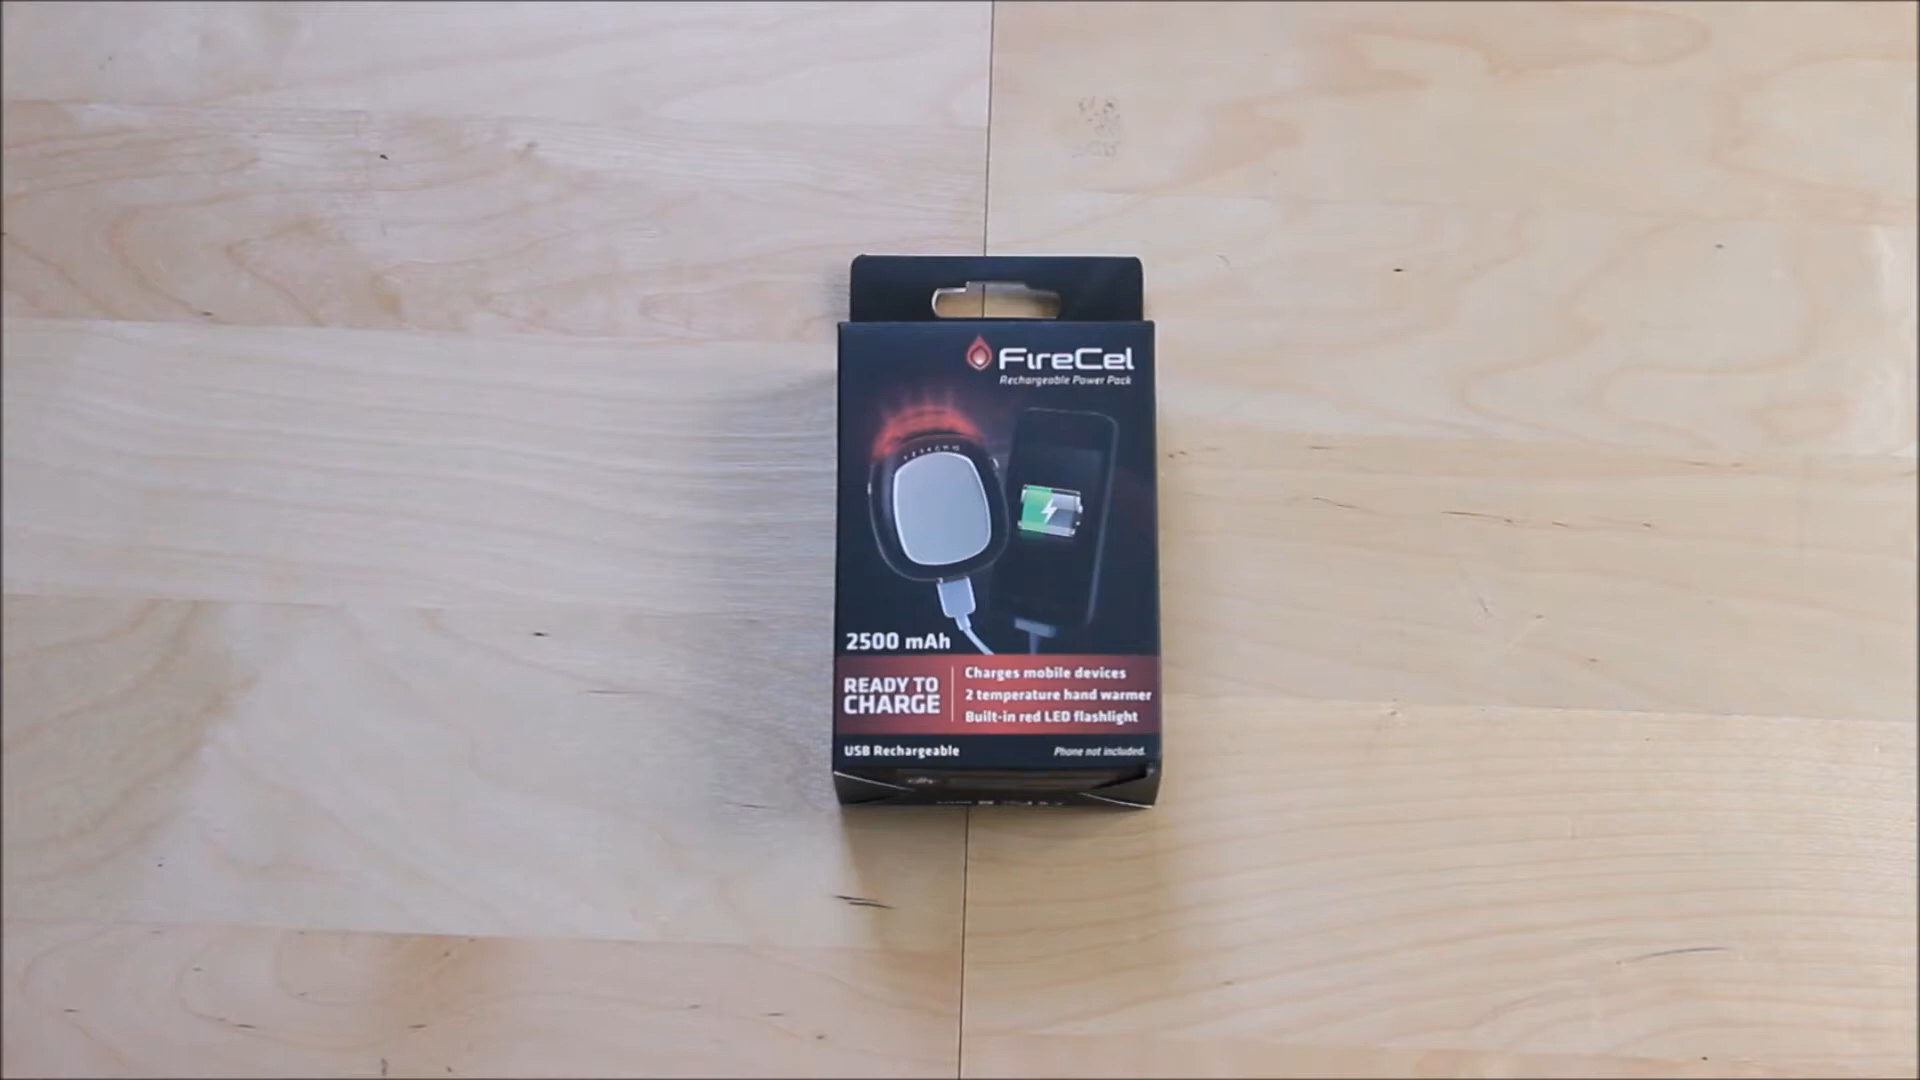 FireCel
Rechargeable Power Pack
2500 mAh
READY TO
CHARGE
Charges mobile devices
2 temperature hand warmer
Built-in red LED flashlight
USB Rechargeable
Phone not included.